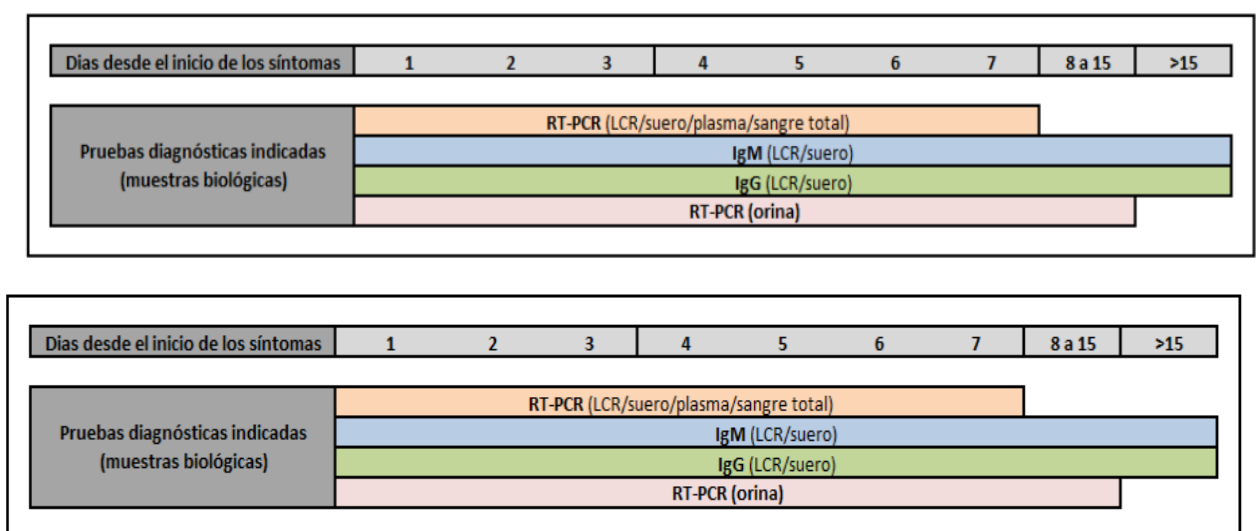 Dias desde el inicio de los síntomas 1 2 3 4 5 6 7 8 a 15 >15
RT-PCR (LCR/suero/plasma/sangre total)
Pruebas diagnósticas indicadas
(muestras biológicas)
IgM (LCR/suero)
IgG (LCR/suero)
RT-PCR (orina)
Dias desde el inicio de los síntomas 1 2 3 4 5 6 7 8 a 15 >15
RT-PCR (LCR/suero/plasma/sangre total)
Pruebas diagnósticas indicadas
(muestras biológicas)
IgM (LCR/suero)
IgG (LCR/suero)
RT-PCR (orina)